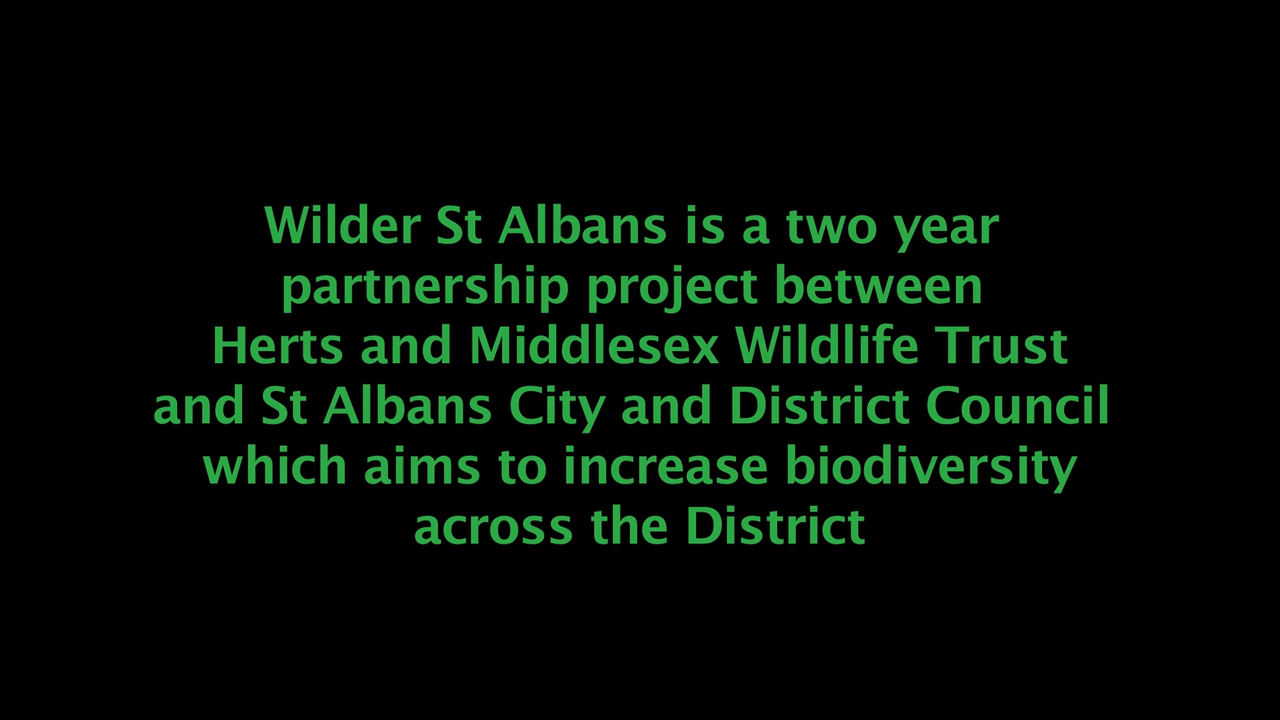 Wilder St Albans is a two year
partnership project between
Herts and Middlesex Wildlife Trust
and St Albans City and District Council
which aims to increase biodiversity
across the District